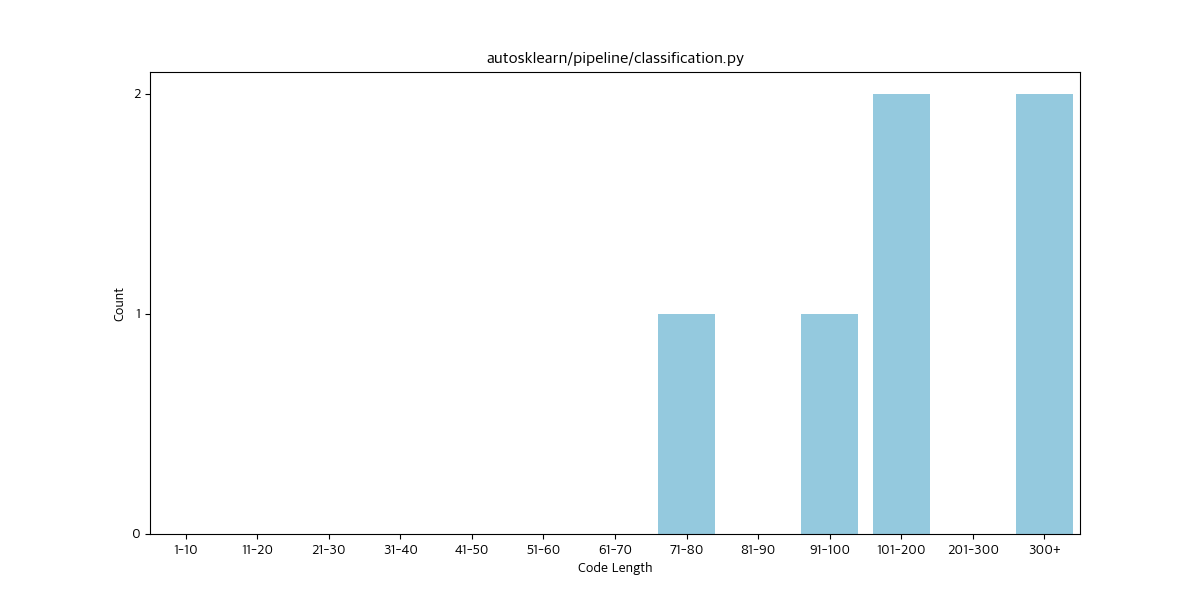 autosklearn/pipeline/classification.py
2
1
0
Count
1-10 11-20 21-30 31-40 41-50 51-60 61-70 71-80 81-90 91-100 101-200 201-300 300+
Code Length